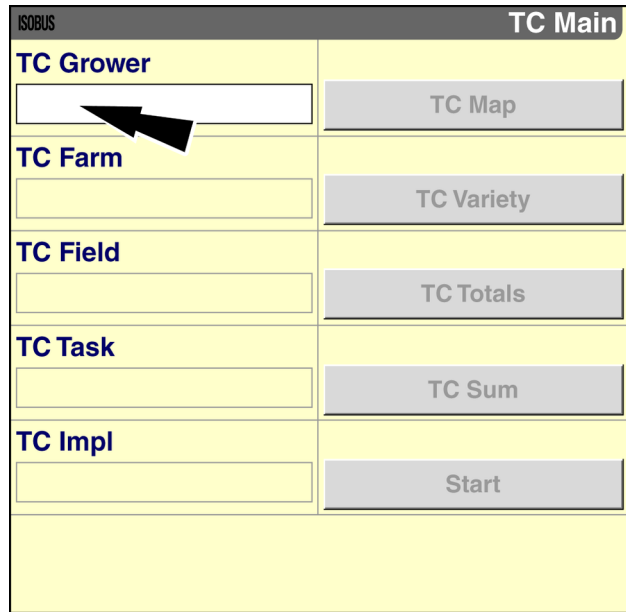 ISOBUS
TC Main
TC Grower
TC Map
TC Farm
TC Variety
TC Field
TC Totals
TC Task
TC Sum
TC Impl
Start